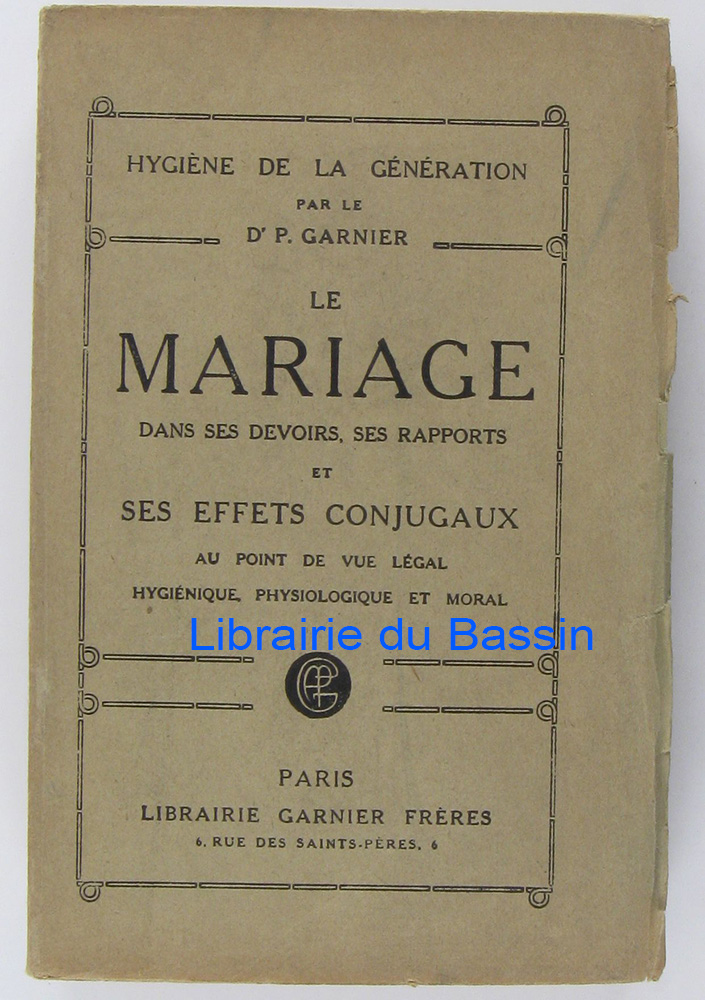 HYGIÈNE DE LA GÉNÉRATION
PAR LE
Dr P. GARNIER
LE
MARIAGE
DANS SES DEVOIRS, SES RAPPORTS
ET
SES EFFETS CONJUGAUX
AU POINT DE VUE LÉGAL
HYGIÉNIQUE, PHYSIOLOGIQUE ET MORAL
Librairie du Bassin
PARIS
LIBRAIRIE GARNIER FRÈRES
6, RUE DES SAINTS-PÈRES, 6